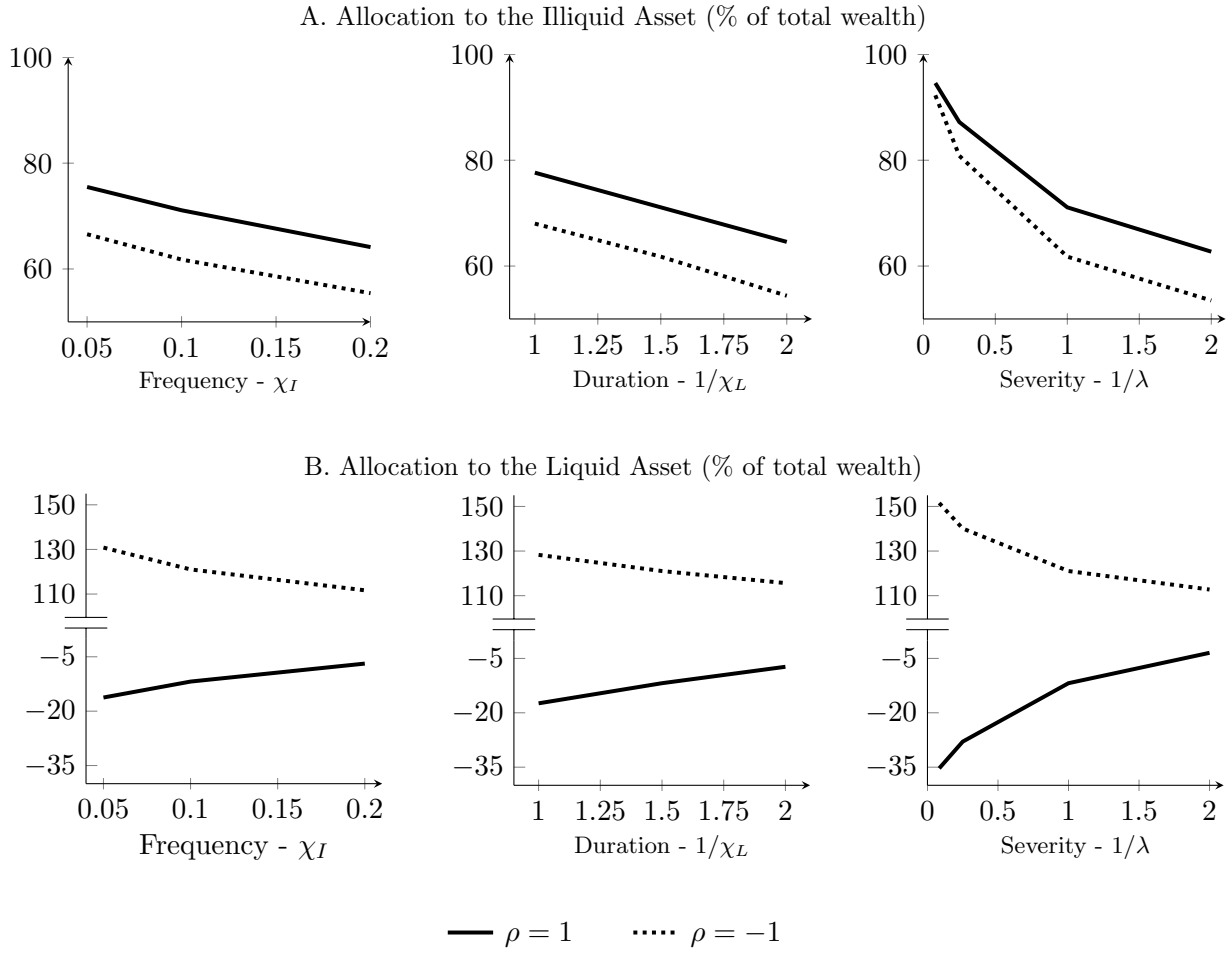 A. Allocation to the Illiquid Asset (% of total wealth)
100
80
60
0.05 0.1 0.15 0.2
Frequency - χI
100
80
60
1 1.25 1.5 1.75 2
Duration - 1/χL
100
80
60
0 0.5 1 1.5 2
Severity - 1/λ
B. Allocation to the Liquid Asset (% of total wealth)
150
130
110
−5
−20
−35
0.05 0.1 0.15 0.2
Frequency - χI
150
130
110
−5
−20
−35
1 1.25 1.5 1.75 2
Duration - 1/χL
150
130
110
−5
−20
−35
0 0.5 1 1.5 2
Severity - 1/λ
ρ = 1 ρ = −1